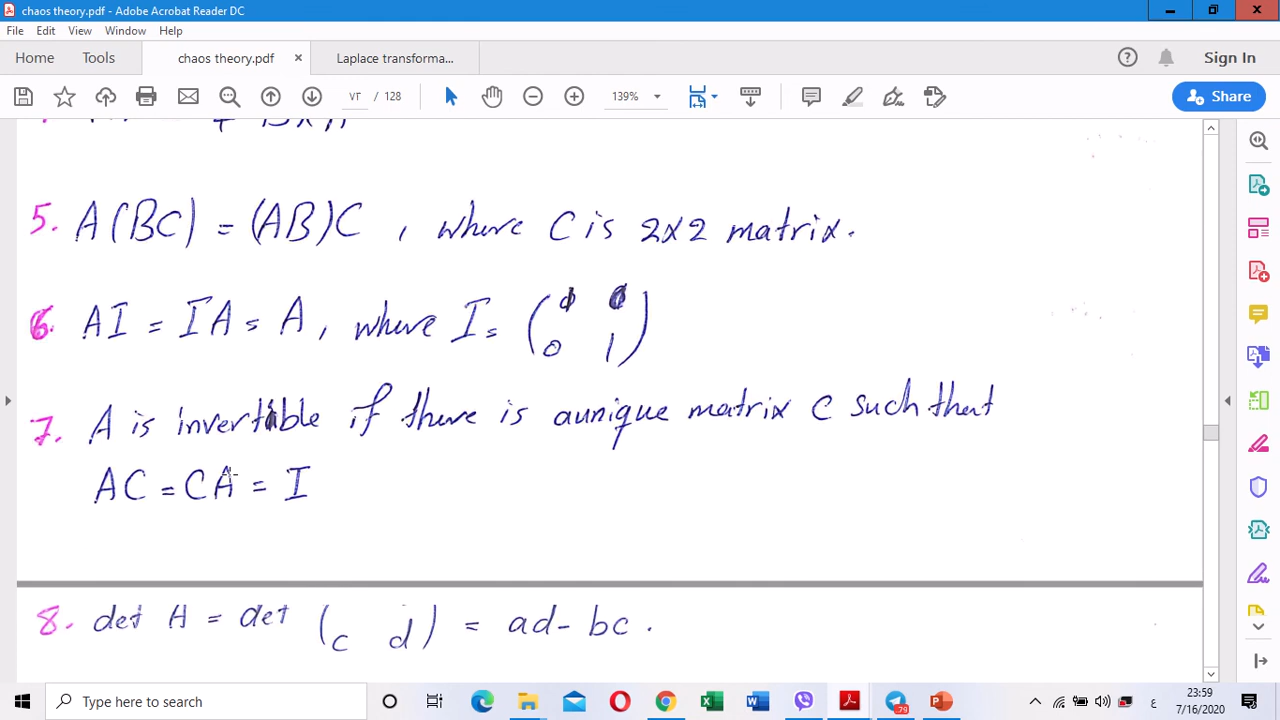 chaos theory.pdf - Adobe Acrobat Reader DC
File Edit View Window Help
Home Tools chaos theory.pdf × Laplace transforma... Sign In
٧٣ / 128 139% Share
5. A(BC) = (AB)C , where C is 2x2 matrix.
6. AI = IA = A , where I = ( 1 0
0 1 )
7. A is invertible if there is aunique matrix C such that
AC = CA = I
8. det A = det ( c d ) = ad - bc .
Type here to search
79
ع 23:59
7/16/2020